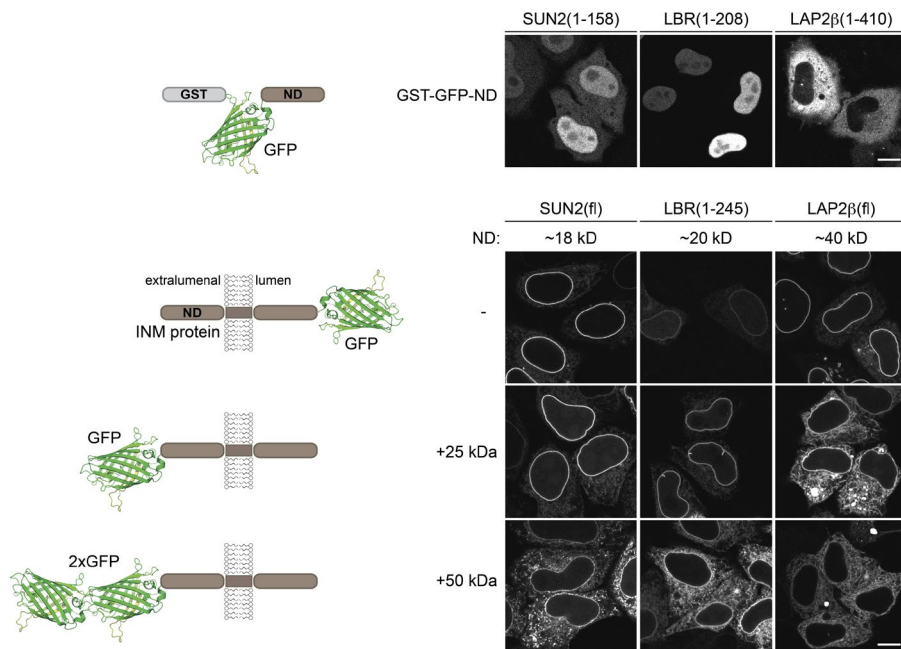 SUN2(1-158) LBR(1-208) LAP2β(1-410)
GST ND
GFP
GST-GFP-ND
SUN2(fl) LBR(1-245) LAP2β(fl)
ND: ~18 kD ~20 kD ~40 kD
extralumenal lumen
ND
INM protein
GFP
-
GFP
+25 kDa
2xGFP
+50 kDa